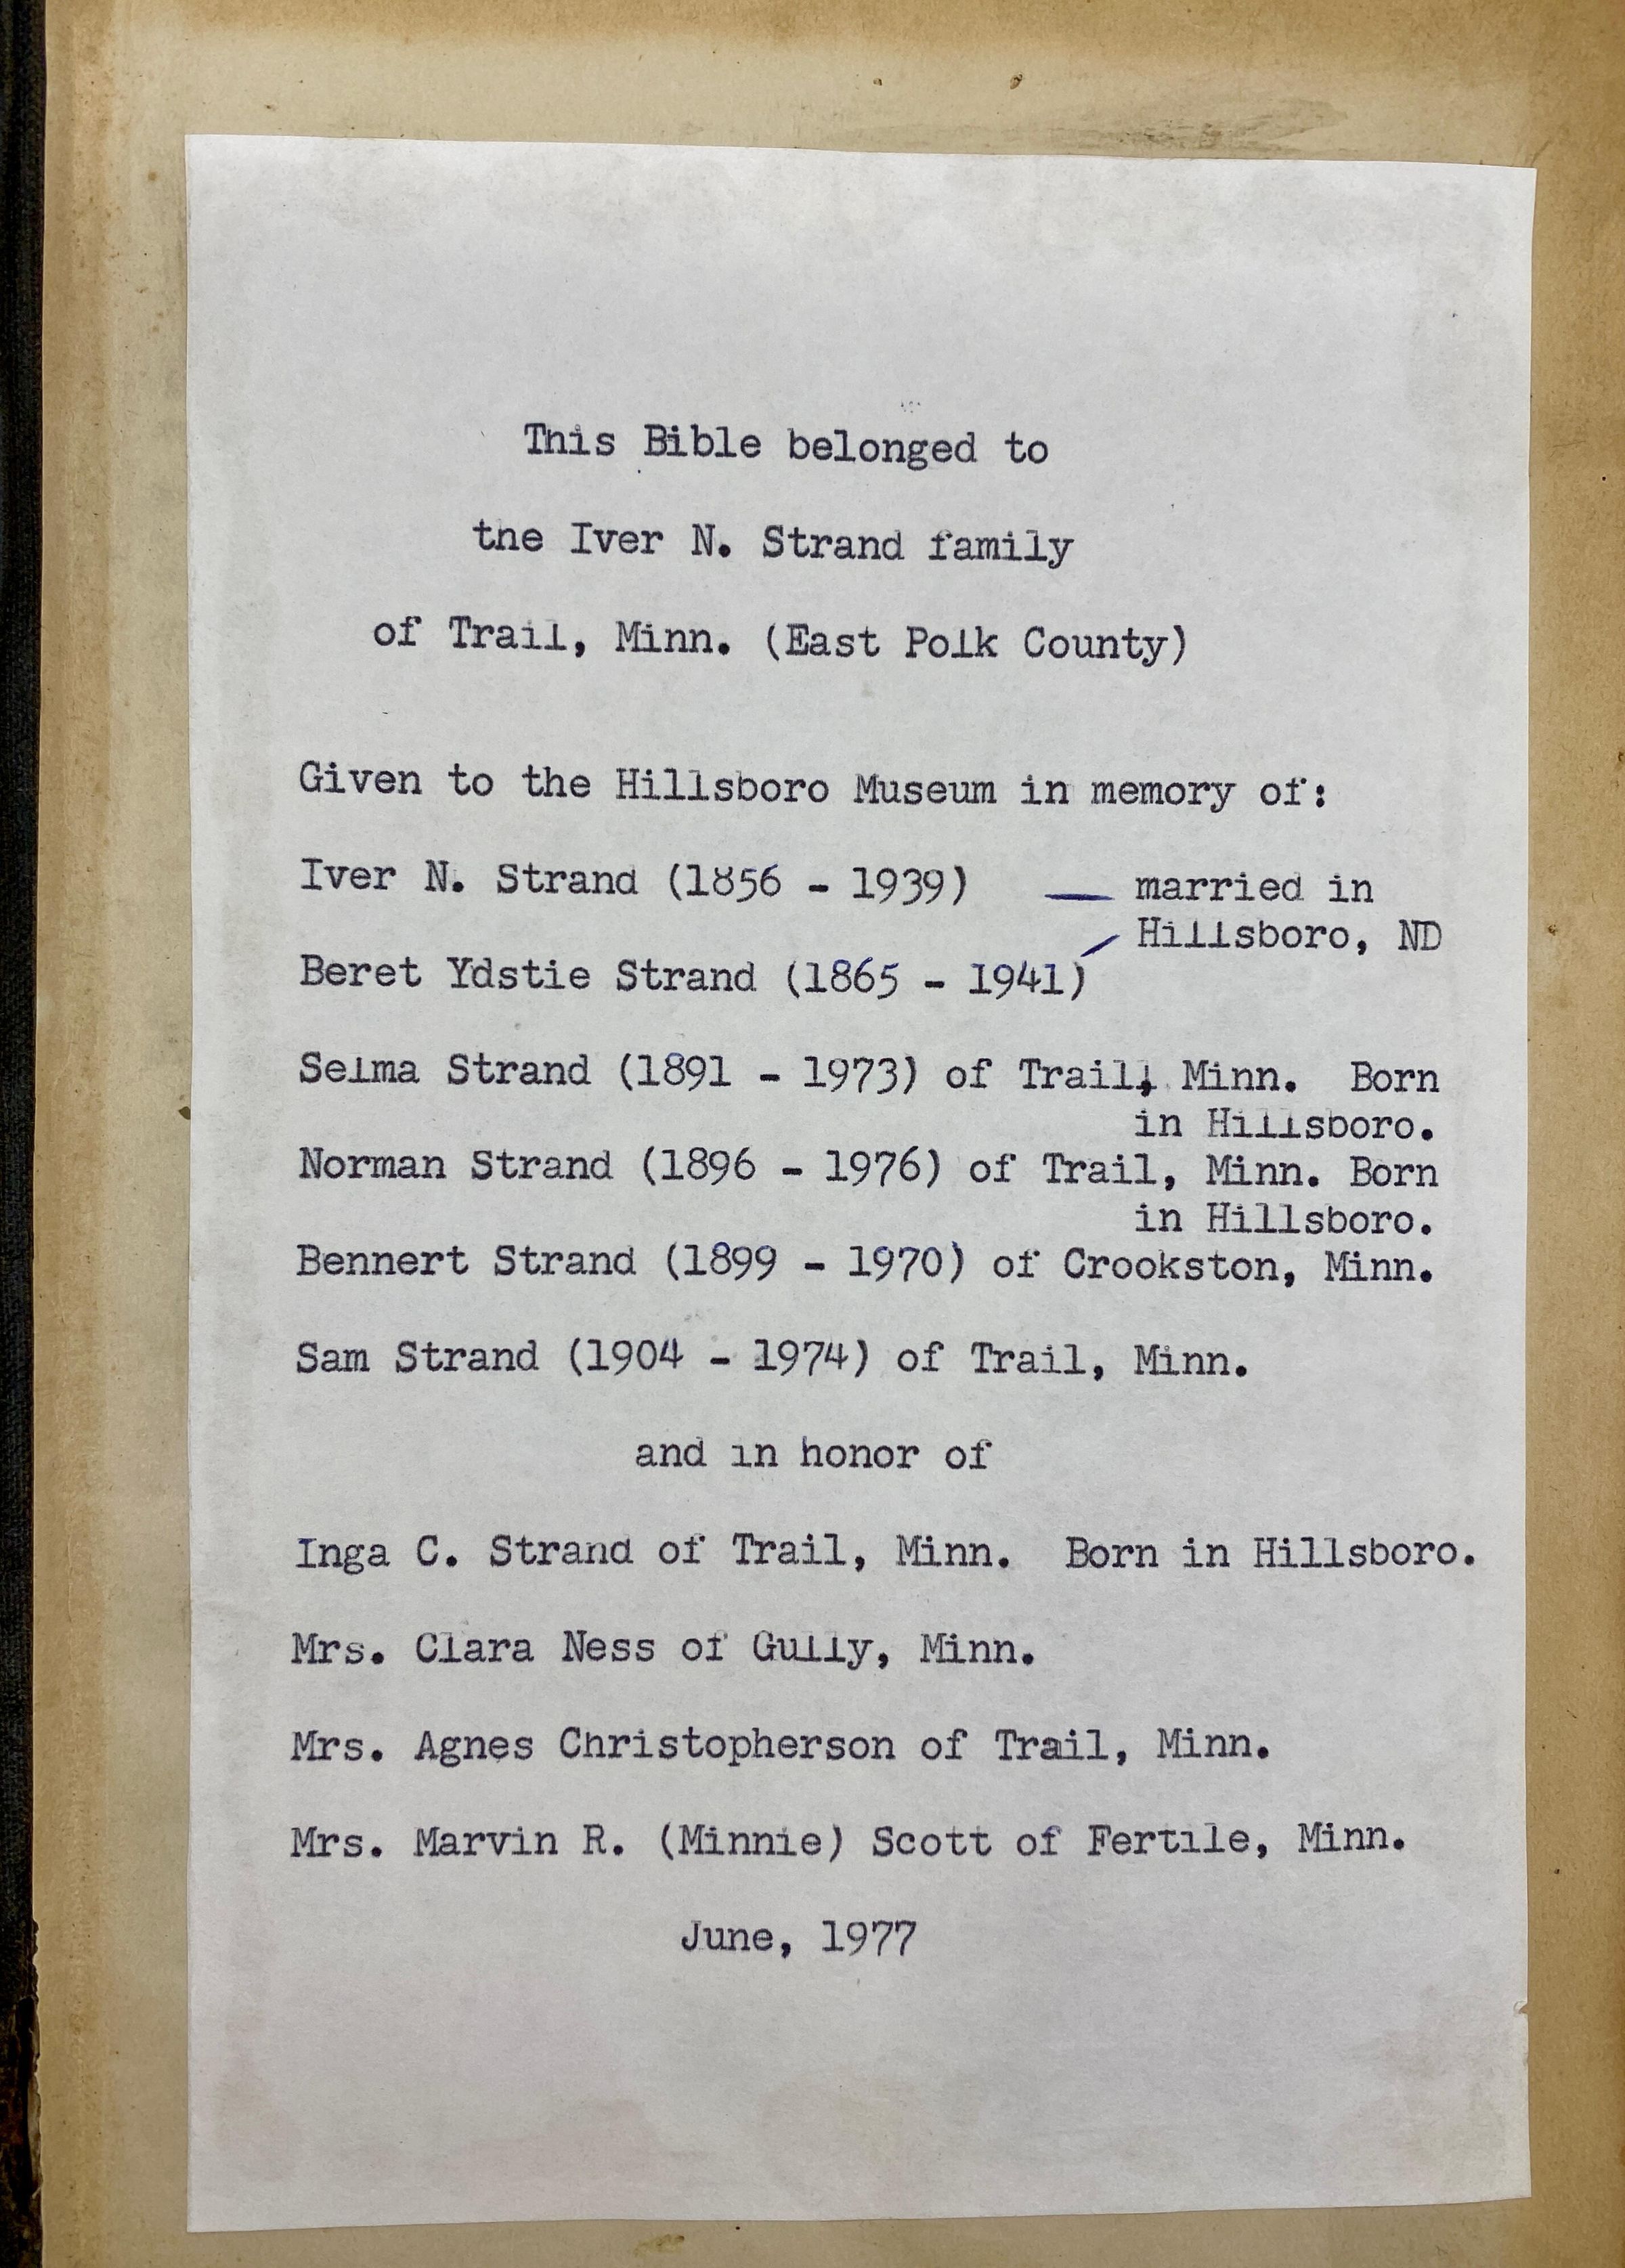 This Bible belonged to
the Iver N. Strand family
of Trail, Minn. (East Polk County)
Given to the Hillsboro Museum in memory of:
Iver N. Strand (1856 - 1939) — married in
Hillsboro, ND
Beret Ydstie Strand (1865 - 1941)
Selma Strand (1891 - 1973) of Trail, Minn. Born
in Hillsboro.
Norman Strand (1896 - 1976) of Trail, Minn. Born
in Hillsboro.
Bennert Strand (1899 - 1970) of Crookston, Minn.
Sam Strand (1904 - 1974) of Trail, Minn.
and in honor of
Inga C. Strand of Trail, Minn. Born in Hillsboro.
Mrs. Clara Ness of Gully, Minn.
Mrs. Agnes Christopherson of Trail, Minn.
Mrs. Marvin R. (Minnie) Scott of Fertile, Minn.
June, 1977